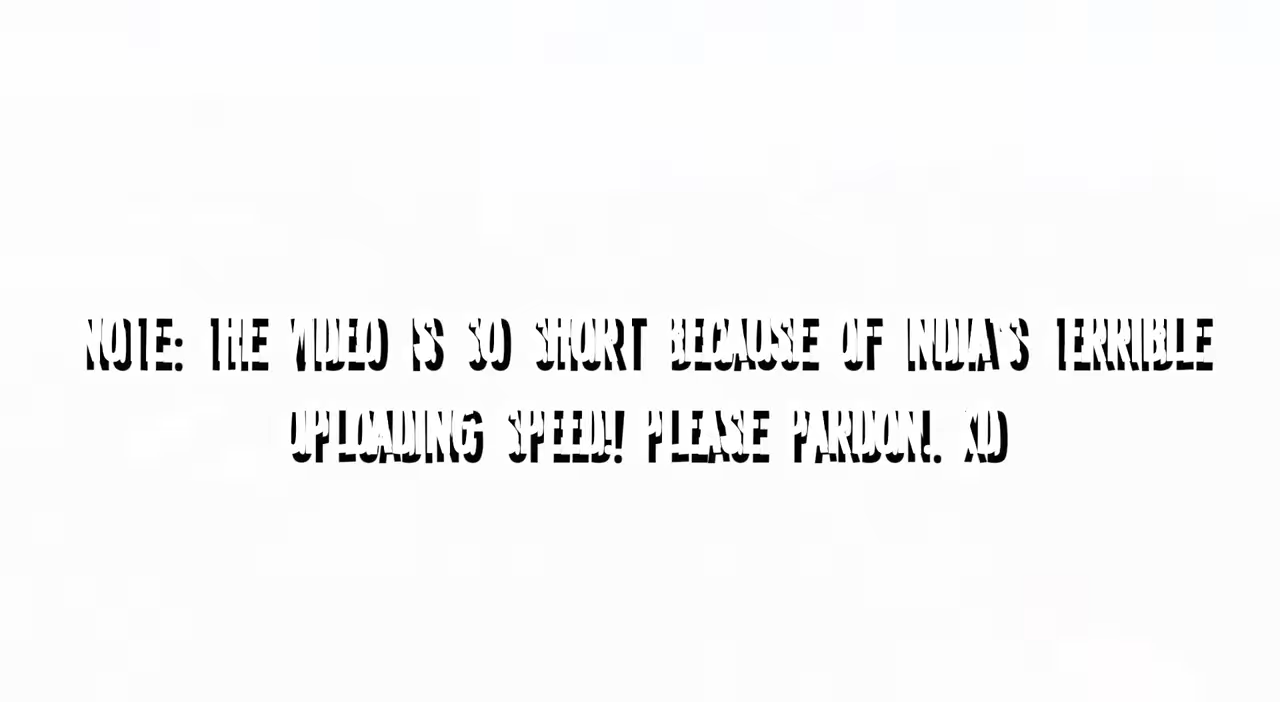 NOTE: THE VIDEO IS SO SHORT BECAUSE OF INDIA'S TERRIBLE
UPLOADING SPEED! PLEASE PARDON. XD